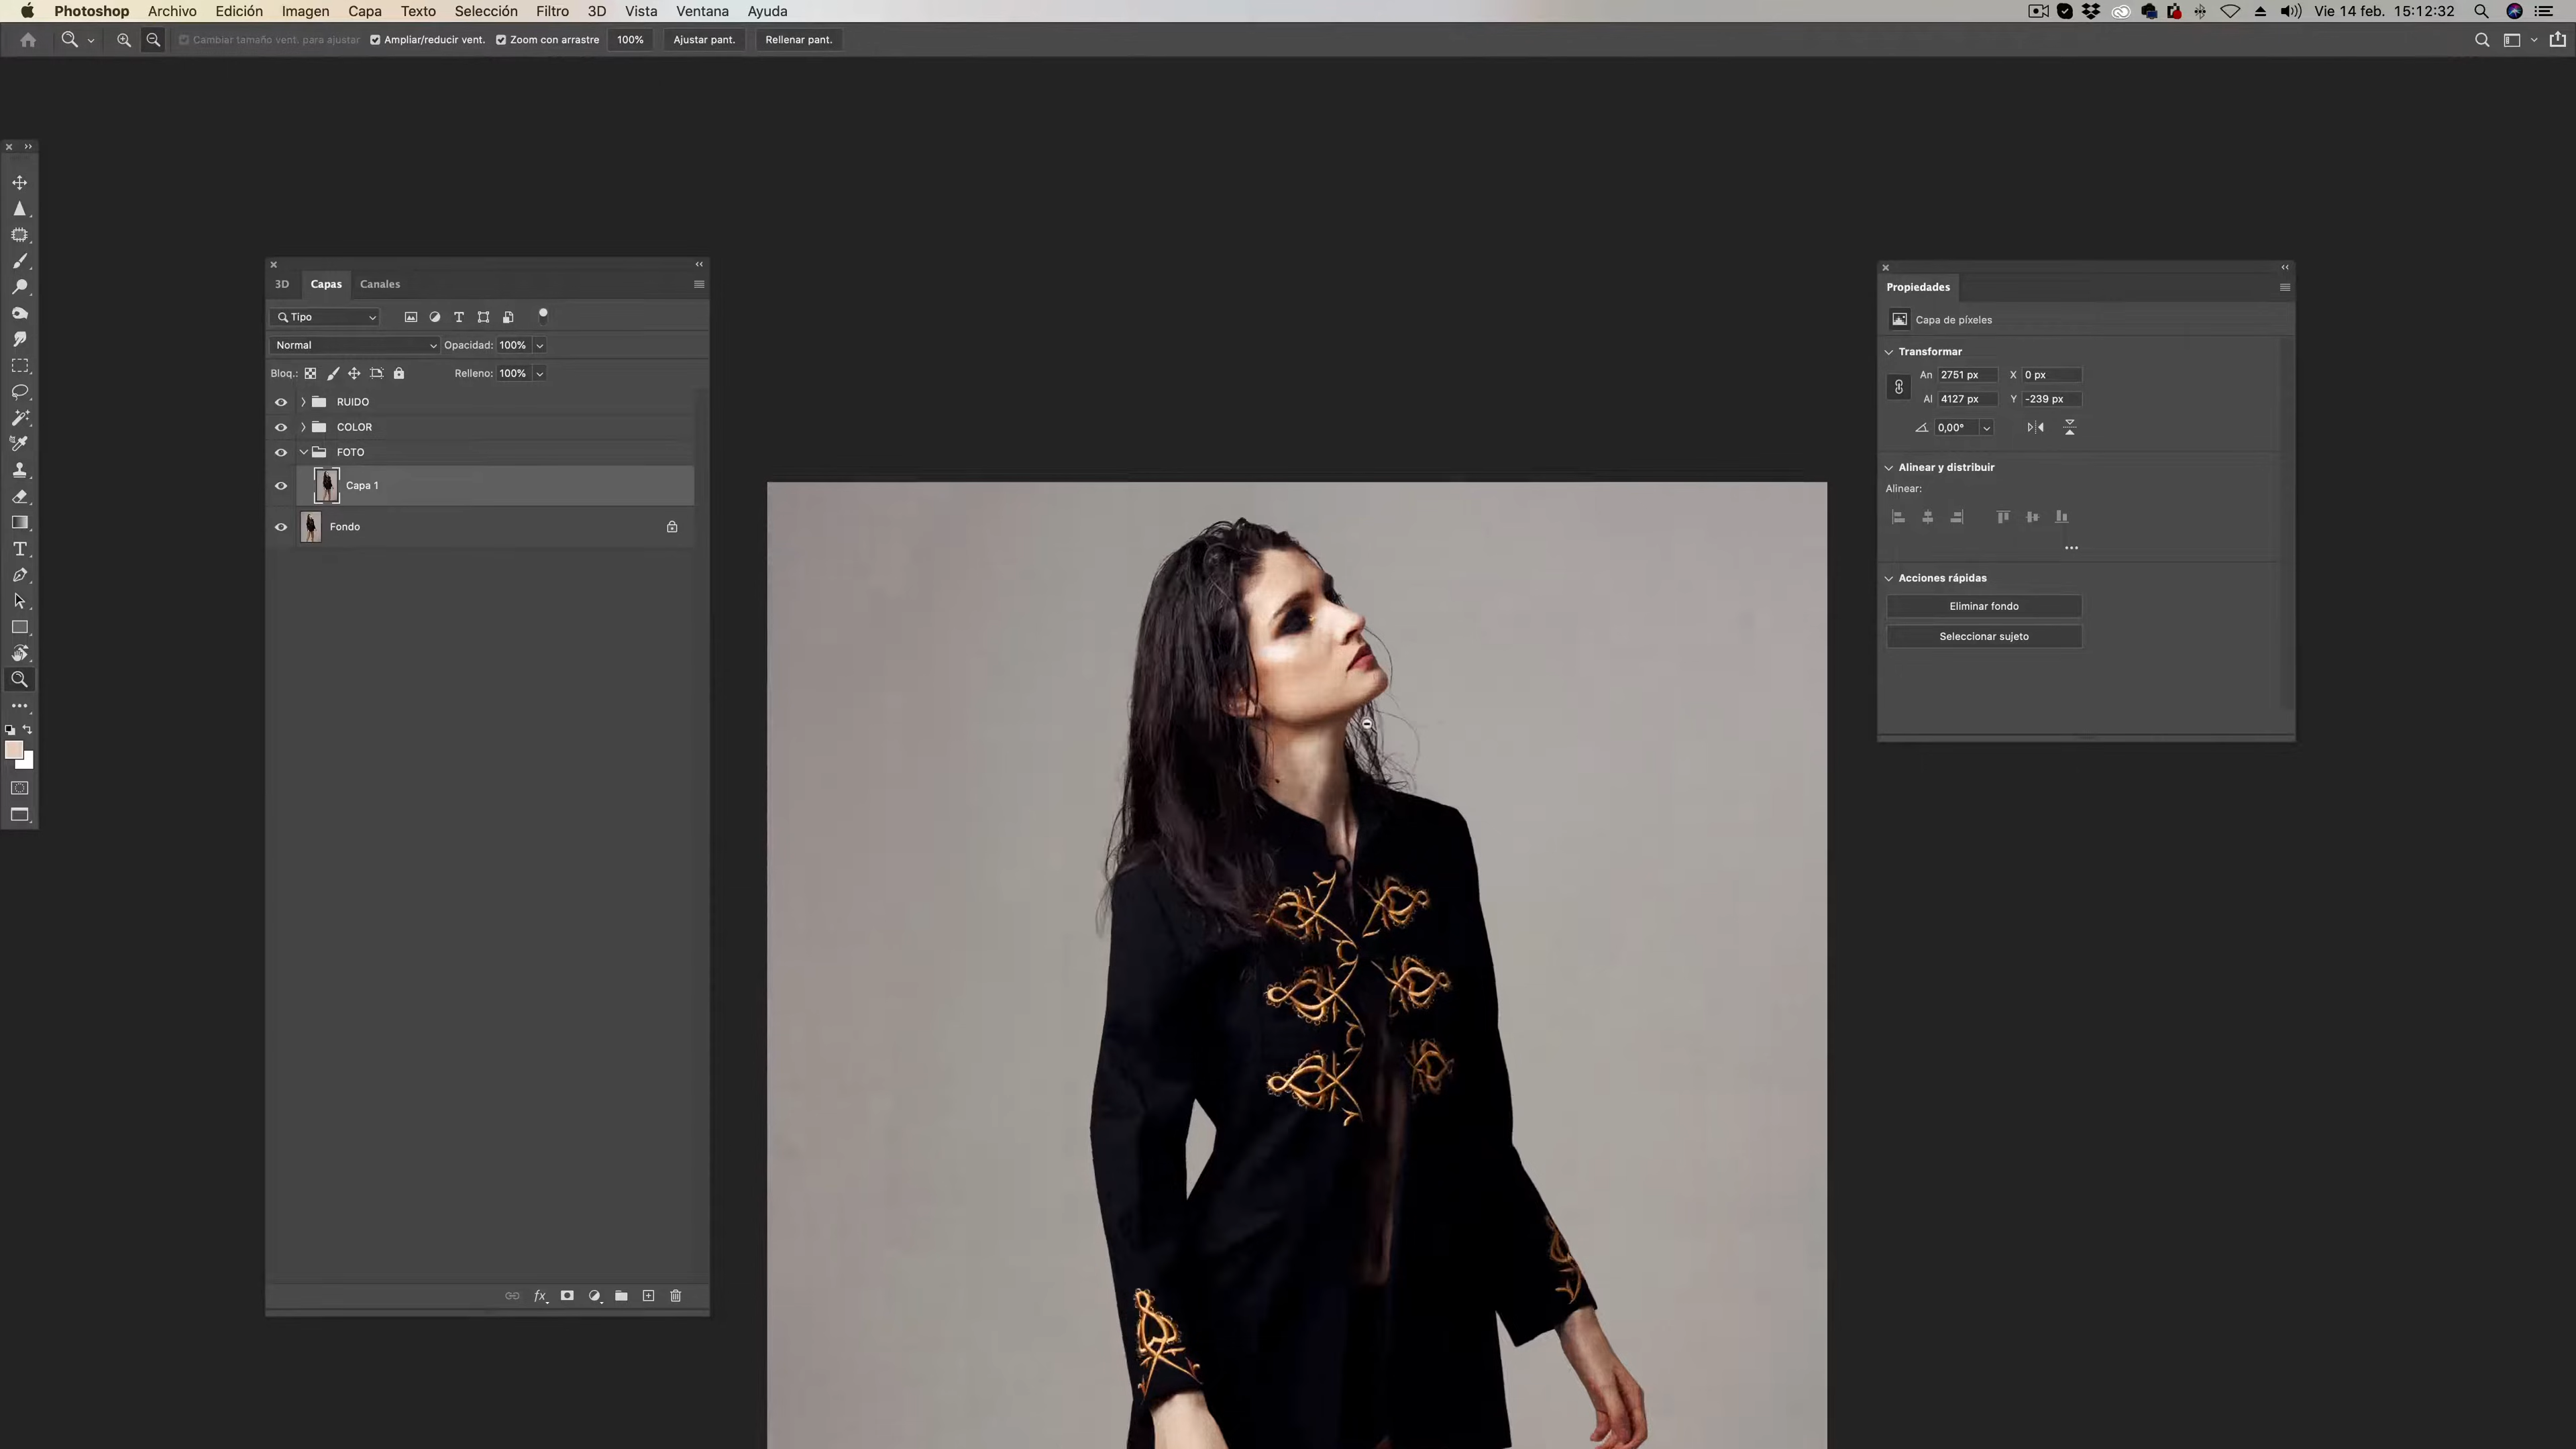 Photoshop Archivo Edición Imagen Capa Texto Selección Filtro 3D Vista Ventana Ayuda Vie 14 feb. 15:12:32
Cambiar tamaño vent. para ajustar Ampliar/reducir vent. Zoom con arrastre 100% Ajustar pant. Rellenar pant.
3D Capas Canales
Tipo
Normal Opacidad: 100%
Bloq.: Relleno: 100%
RUIDO
COLOR
FOTO
Capa 1
Fondo
fx
Propiedades
Capa de píxeles
Transformar
An 2751 px X 0 px
Al 4127 px Y -239 px
0,00°
Alinear y distribuir
Alinear:
Acciones rápidas
Eliminar fondo
Seleccionar sujeto